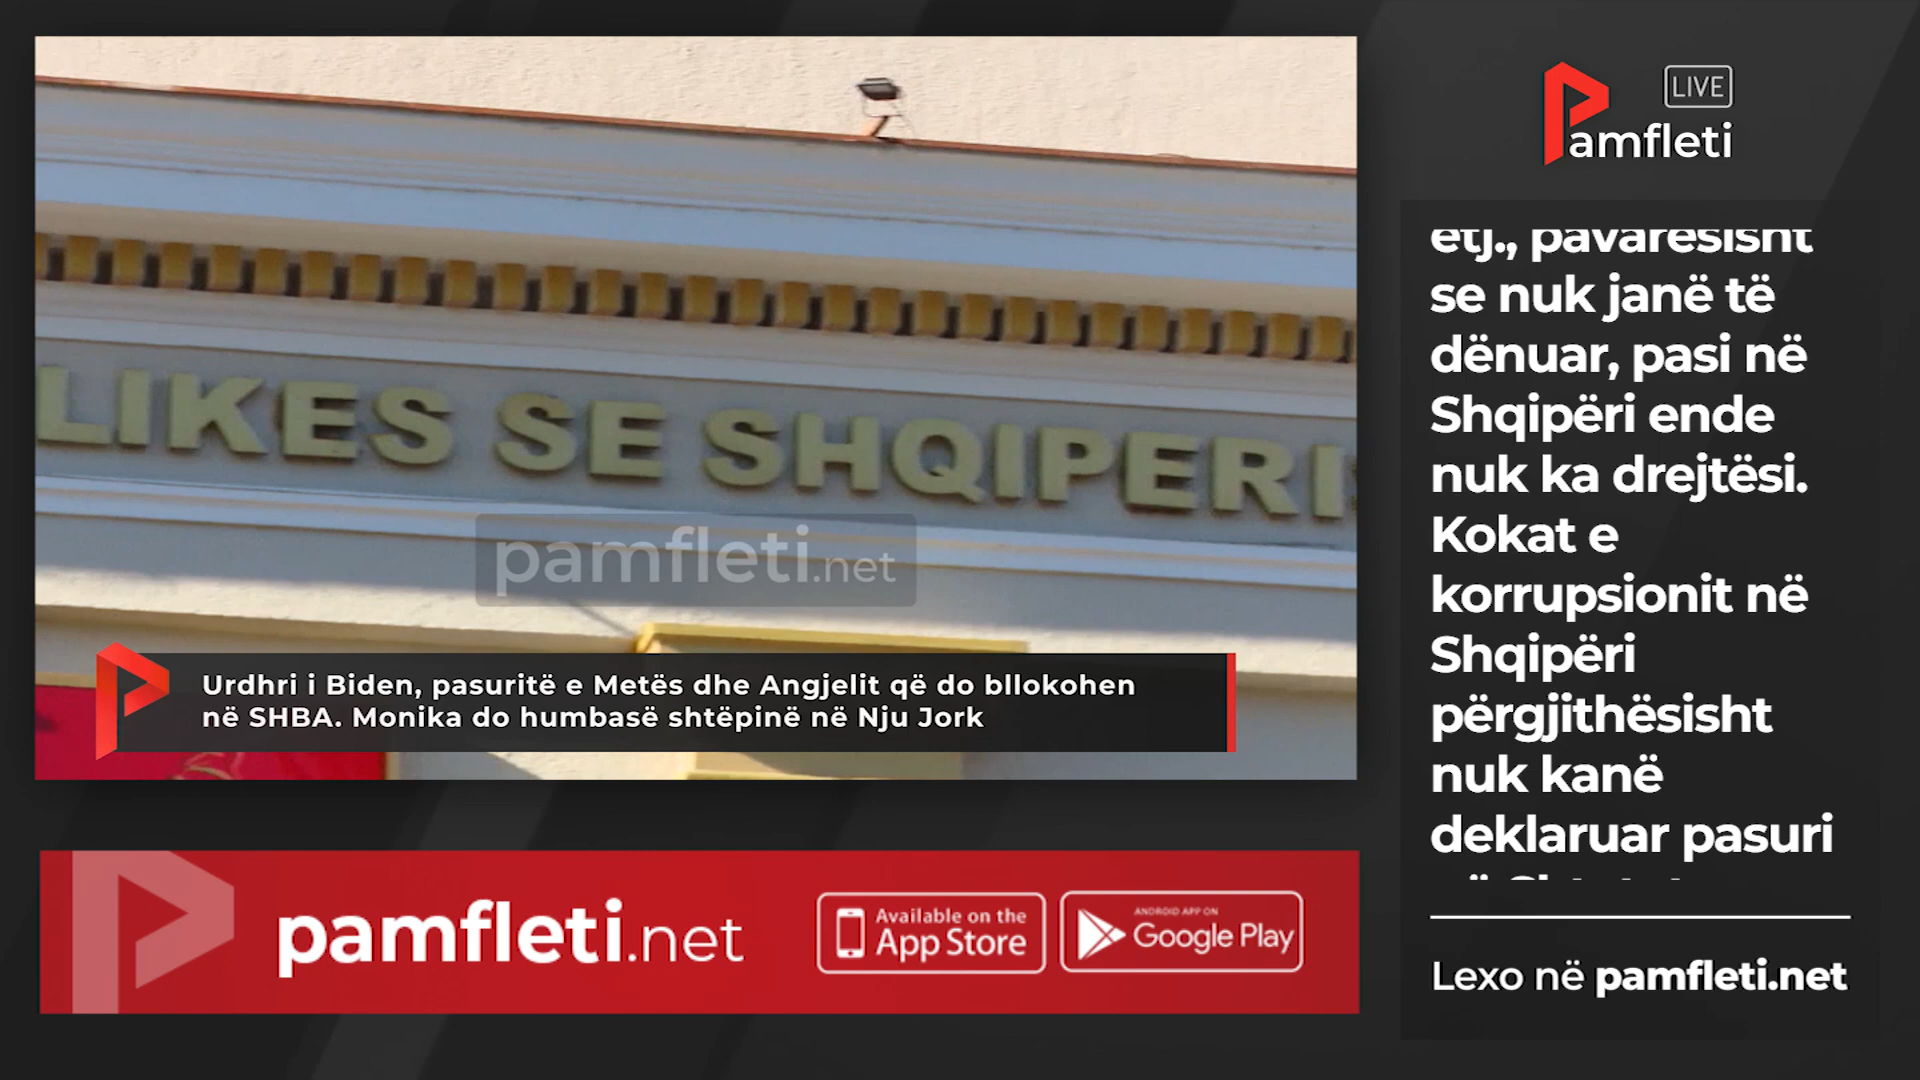 LIKES SE SHQIPERI
pamfleti.net
Urdhri i Biden, pasuritë e Metës dhe Angjelit që do bllokohen
në SHBA. Monika do humbasë shtëpinë në Nju Jork
pamfleti.net
Available on the
App Store
ANDROID APP ON
Google Play
LIVE
Pamfleti
etj., pavarësisht
se nuk janë të
dënuar, pasi në
Shqipëri ende
nuk ka drejtësi.
Kokat e
korrupsionit në
Shqipëri
përgjithësisht
nuk kanë
deklaruar pasuri
Lexo në pamfleti.net